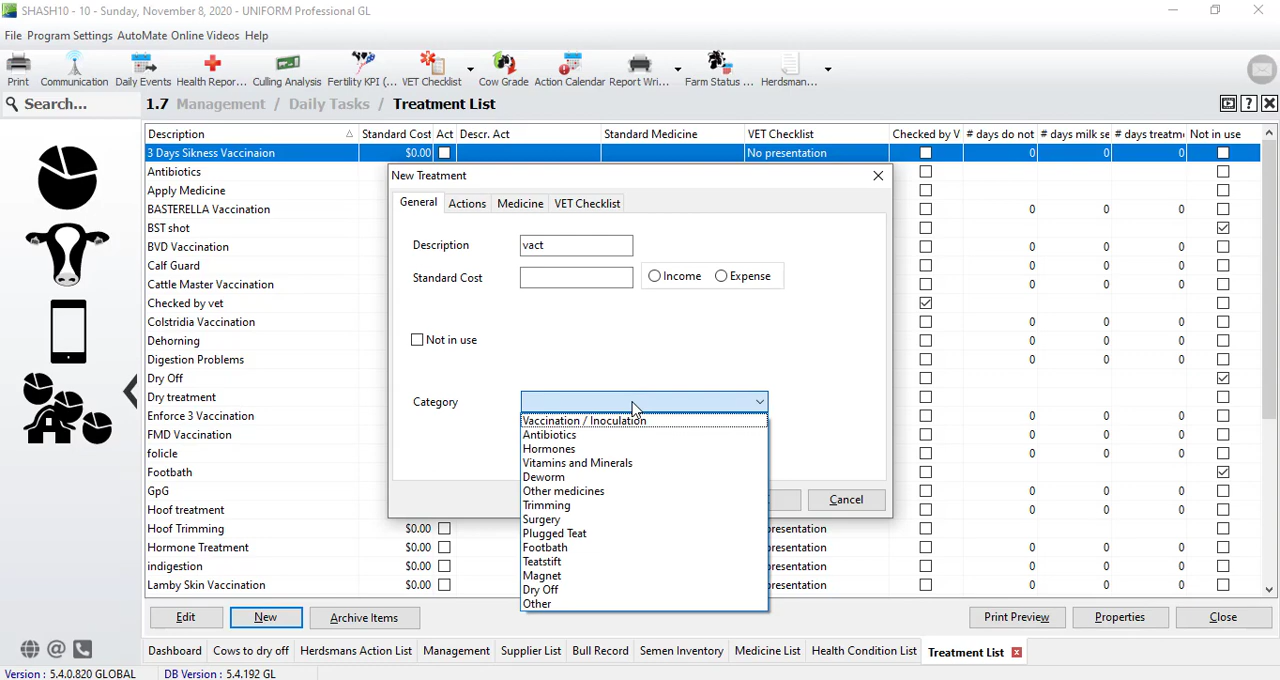 SHASH10 - 10 - Sunday, November 8, 2020 - UNIFORM Professional GL
File Program Settings AutoMate Online Videos Help
Print Communication Daily Events Health Repor... Culling Analysis Fertility KPI (... VET Checklist Cow Grade Action Calendar Report Wri... Farm Status ... Herdsman...
Search... 1.7 Management / Daily Tasks / Treatment List
Description Standard Cost Act Descr. Act Standard Medicine VET Checklist Checked by V # days do not # days milk se # days treatm Not in use
3 Days Sikness Vaccinaion $0.00 No presentation 0 0 0
Antibiotics
Apply Medicine
BASTERELLA Vaccination 0 0 0
BST shot
BVD Vaccination 0 0 0
Calf Guard 0 0 0
Cattle Master Vaccination 0 0 0
Checked by vet
Colstridia Vaccination 0 0 0
Dehorning 0 0 0
Digestion Problems 0 0 0
Dry Off
Dry treatment 0 0 0
Enforce 3 Vaccination 0 0 0
FMD Vaccination 0 0 0
folicle 0 0 0
Footbath
GpG 0 0 0
Hoof treatment 0 0 0
Hoof Trimming $0.00 presentation 0 0 0
Hormone Treatment $0.00 presentation 0 0 0
indigestion $0.00 presentation 0 0 0
Lamby Skin Vaccination $0.00 presentation 0 0 0
New Treatment
General Actions Medicine VET Checklist
Description vact
Standard Cost Income Expense
Not in use
Category
Vaccination / Inoculation
Antibiotics
Hormones
Vitamins and Minerals
Deworm
Other medicines
Trimming
Surgery
Plugged Teat
Footbath
Teatstift
Magnet
Dry Off
Other
Cancel
Edit New Archive Items Print Preview Properties Close
Dashboard Cows to dry off Herdsmans Action List Management Supplier List Bull Record Semen Inventory Medicine List Health Condition List Treatment List
Version : 5.4.0.820 GLOBAL DB Version : 5.4.192 GL